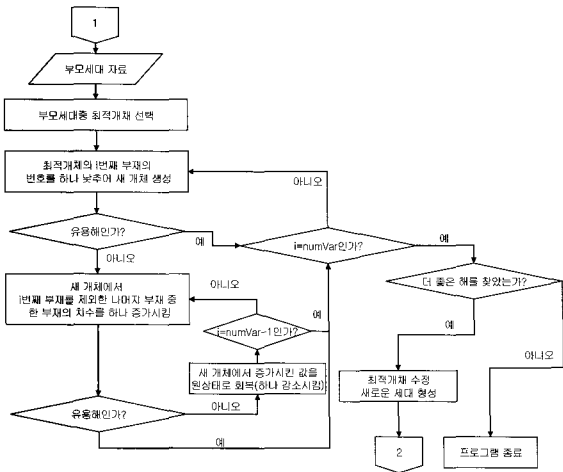 1
부모세대 자료
부모세대중 최적개체 선택
최적개체의 i번째 부재의
번호를 하나 낮추어 새 개체 생성
아니오
유용해인가?
예
i=numVar인가?
예
아니오
더 좋은 해를 찾았는가?
새 개체에서
i번째 부재를 제외한 나머지 부재 중
한 부재의 치수를 하나 증가시킴
아니오
예
i=numVar-1인가?
예
아니오
새 개체에서 증가시킨 값을
원상태로 회복(하나 감소시킴)
최적개체 수정
새로운 세대 형성
유용해인가?
아니오
예
2
프로그램 종료